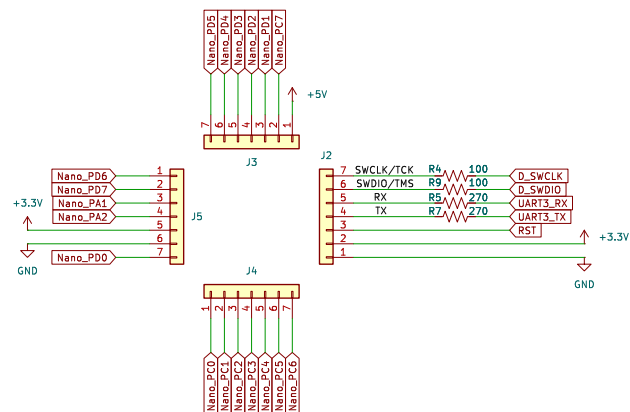 Nano_PD5
Nano_PD4
Nano_PD3
Nano_PD2
Nano_PD1
Nano_PC7
+5V
7
6
5
4
3
2
1
J3
J2
Nano_PD6 1
Nano_PD7 2
Nano_PA1 3
Nano_PA2 4
5
6
Nano_PD0 7
+3.3V
GND
J5
7 SWCLK/TCK R4 100 D_SWCLK
6 SWDIO/TMS R9 100 D_SWDIO
5 RX R5 270 UART3_RX
4 TX R7 270 UART3_TX
3 RST
2
1
+3.3V
GND
J4
1
2
3
4
5
6
7
Nano_PC0
Nano_PC1
Nano_PC2
Nano_PC3
Nano_PC4
Nano_PC5
Nano_PC6